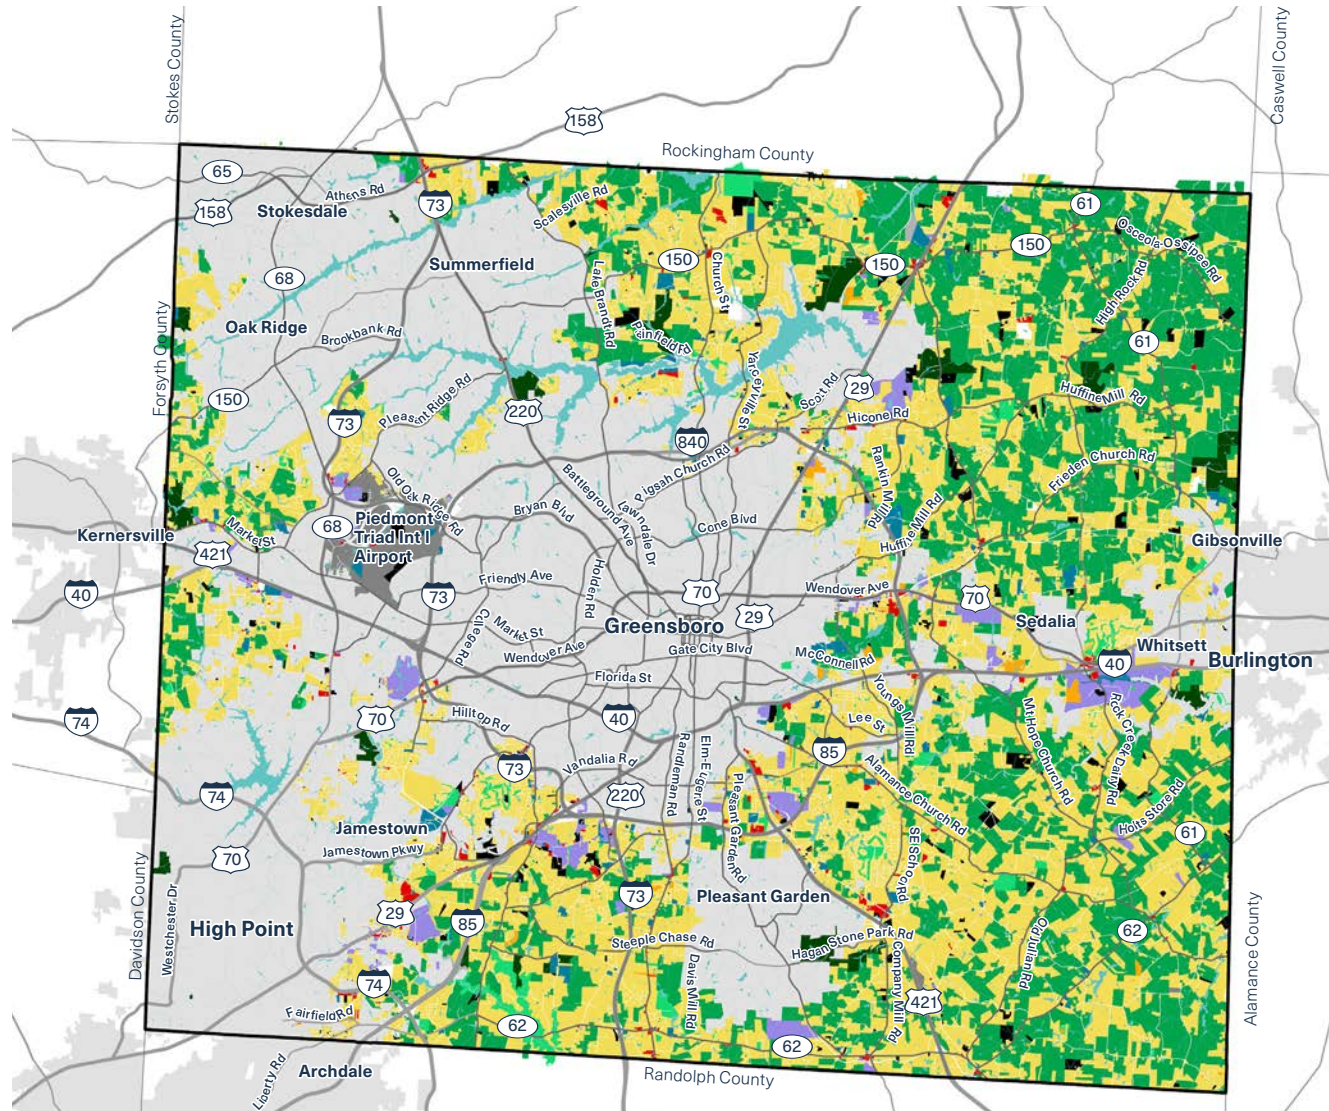 Stokes County
Caswell County
158
Rockingham County
65
Athens Rd
158
Stokesdale
73
Scalesville Rd
61
Osceola-Ossipee Rd
150
150
150
68
Summerfield
Lake Brandt Rd
Church St
High Rock Rd
Oak Ridge
Brookbank Rd
Plainfield Rd
61
Forsyth County
Yanceyville St
Scott Rd
29
Huffine Mill Rd
150
Pleasant Ridge Rd
220
Hicone Rd
73
840
Pisgah Church Rd
Rankin Mill Rd
Frieden Church Rd
Old Oak Ridge Rd
Battleground Ave
Lawndale Dr
Bryan Blvd
Cone Blvd
Huffine Mill Rd
Kernersville
Market St
68
Piedmont
Triad Int'l
Airport
421
Gibsonville
40
73
Friendly Ave
Holden Rd
70
Wendover Ave
70
29
Sedalia
College Rd
Market St
Greensboro
Gate City Blvd
Whitsett
Wendover Ave
McConnell Rd
40
Burlington
Florida St
Youngs Mill Rd
74
70
Hilltop Rd
40
Lee St
Mt Hope Church Rd
Rock Creek Dairy Rd
85
Vandalia Rd
Randleman Rd
Elm-Eugene St
73
Pleasant Garden Rd
Alamance Church Rd
74
220
Hoits Store Rd
Jamestown
SE School Rd
61
Jamestown Pkwy
70
Davidson County
Westchester Dr
High Point
29
85
73
Pleasant Garden
Old Julian Rd
62
Steeple Chase Rd
Hagan Stone Park Rd
Alamance County
Davis Mill Rd
Company Mill Rd
74
421
Fairfield Rd
62
62
Liberty Rd
Archdale
Randolph County